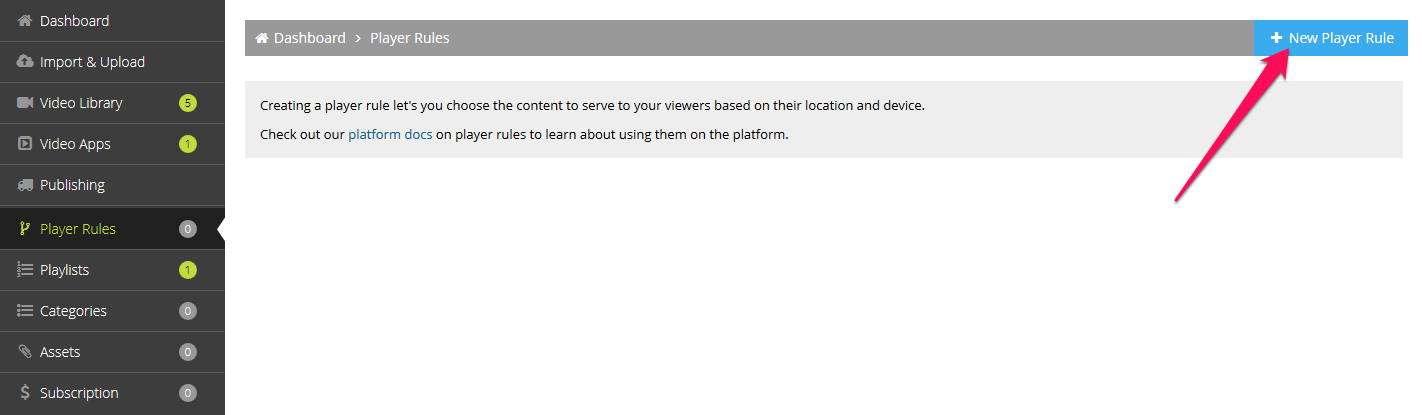 Dashboard
Import & Upload
Video Library 5
Video Apps 1
Publishing
Player Rules 0
Playlists 1
Categories 0
Assets 0
Subscription 0
Dashboard > Player Rules
+ New Player Rule
Creating a player rule let's you choose the content to serve to your viewers based on their location and device.
Check out our platform docs on player rules to learn about using them on the platform.